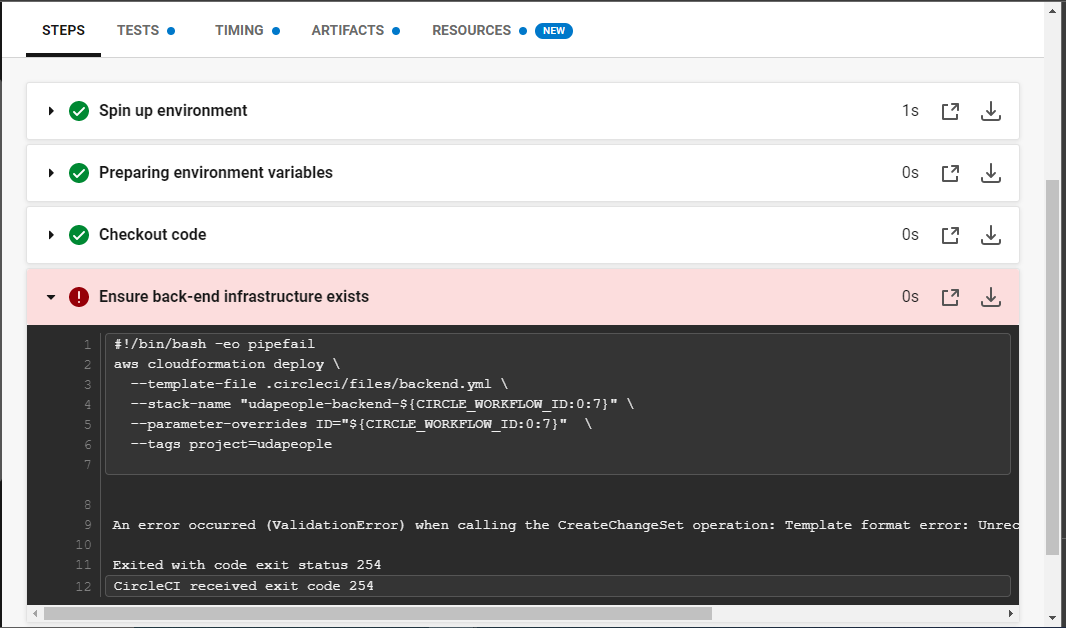 STEPS TESTS TIMING ARTIFACTS RESOURCES NEW
Spin up environment 1s
Preparing environment variables 0s
Checkout code 0s
Ensure back-end infrastructure exists 0s
1 #!/bin/bash -eo pipefail
2 aws cloudformation deploy \
3 --template-file .circleci/files/backend.yml \
4 --stack-name "udapeople-backend-${CIRCLE_WORKFLOW_ID:0:7}" \
5 --parameter-overrides ID="${CIRCLE_WORKFLOW_ID:0:7}"  \
6 --tags project=udapeople
7
8
9 An error occurred (ValidationError) when calling the CreateChangeSet operation: Template format error: Unrec
10
11 Exited with code exit status 254
12 CircleCI received exit code 254